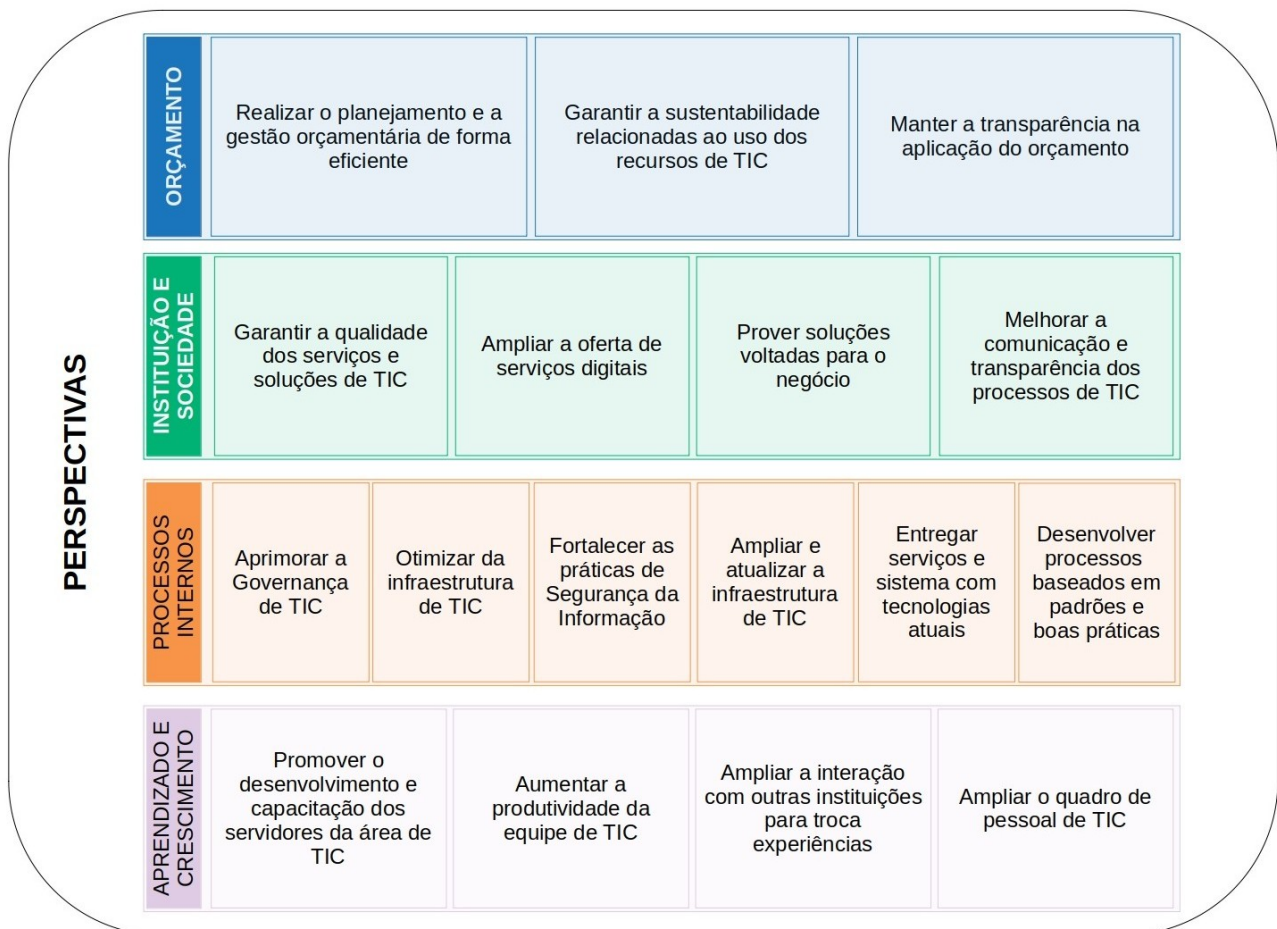 PERSPECTIVAS
ORÇAMENTO
Realizar o planejamento e a
gestão orçamentária de forma
eficiente
Garantir a sustentabilidade
relacionadas ao uso dos
recursos de TIC
Manter a transparência na
aplicação do orçamento
INSTITUIÇÃO E
SOCIEDADE
Garantir a qualidade
dos serviços e
soluções de TIC
Ampliar a oferta de
serviços digitais
Prover soluções
voltadas para o
negócio
Melhorar a
comunicação e
transparência dos
processos de TIC
PROCESSOS
INTERNOS
Aprimorar a
Governança
de TIC
Otimizar da
infraestrutura
de TIC
Fortalecer as
práticas de
Segurança da
Informação
Ampliar e
atualizar a
infraestrutura
de TIC
Entregar
serviços e
sistema com
tecnologias
atuais
Desenvolver
processos
baseados em
padrões e
boas práticas
APRENDIZADO E
CRESCIMENTO
Promover o
desenvolvimento e
capacitação dos
servidores da área de
TIC
Aumentar a
produtividade da
equipe de TIC
Ampliar a interação
com outras instituições
para troca
experiências
Ampliar o quadro de
pessoal de TIC